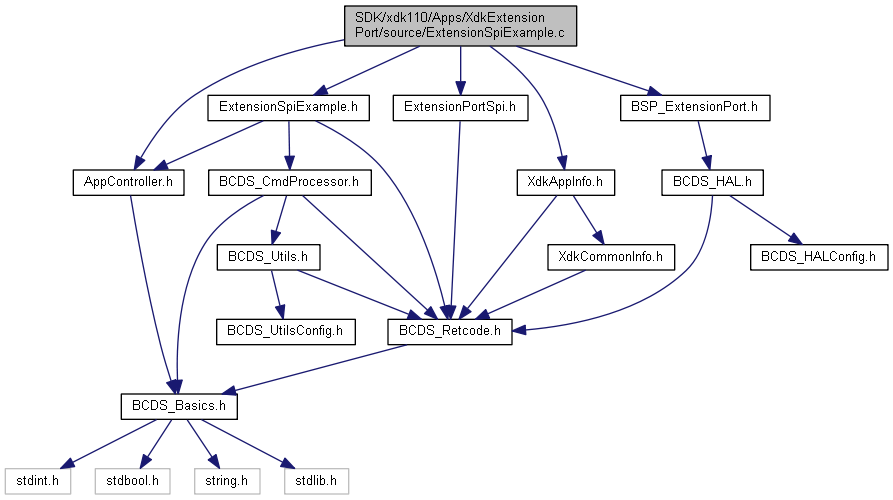 SDK/xdk110/Apps/XdkExtension
Port/source/ExtensionSpiExample.c
ExtensionSpiExample.h
ExtensionPortSpi.h
BSP_ExtensionPort.h
AppController.h
BCDS_CmdProcessor.h
XdkAppInfo.h
BCDS_HAL.h
BCDS_Utils.h
XdkCommonInfo.h
BCDS_HALConfig.h
BCDS_UtilsConfig.h
BCDS_Retcode.h
BCDS_Basics.h
stdint.h
stdbool.h
string.h
stdlib.h